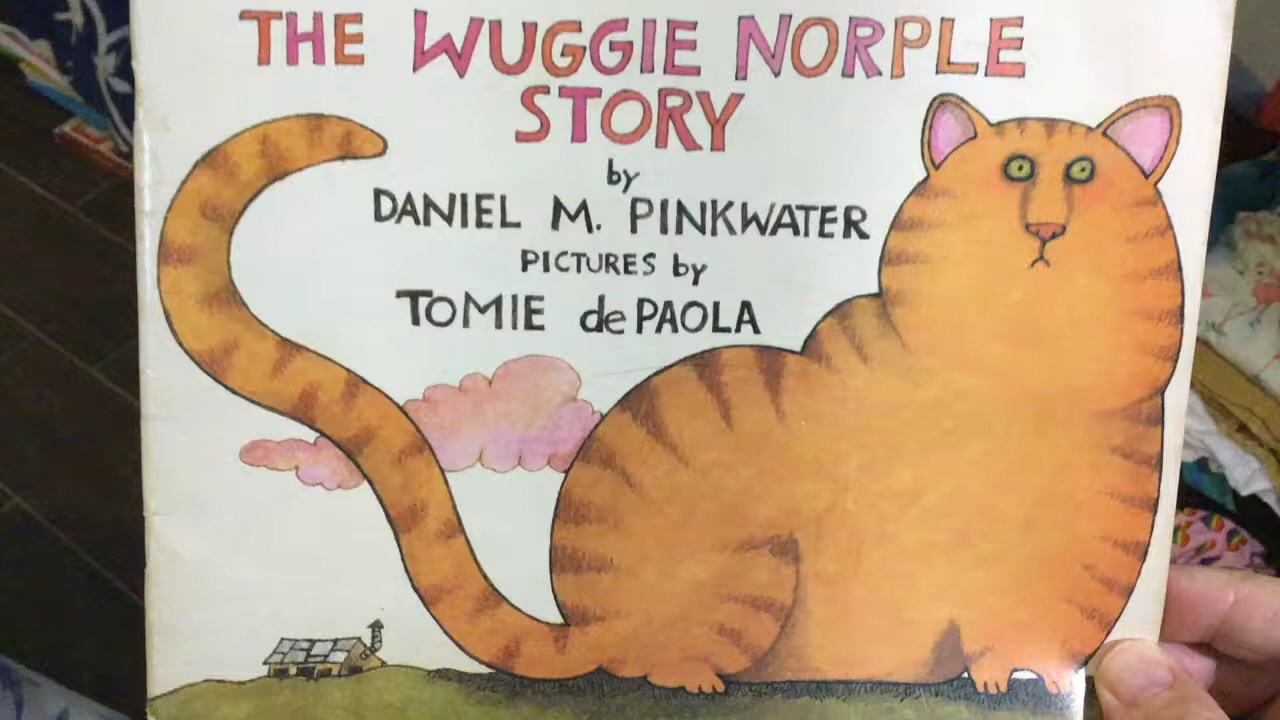 THE WUGGIE NORPLE
STORY
by
DANIEL M. PINKWATER
PICTURES by
TOMIE dePAOLA